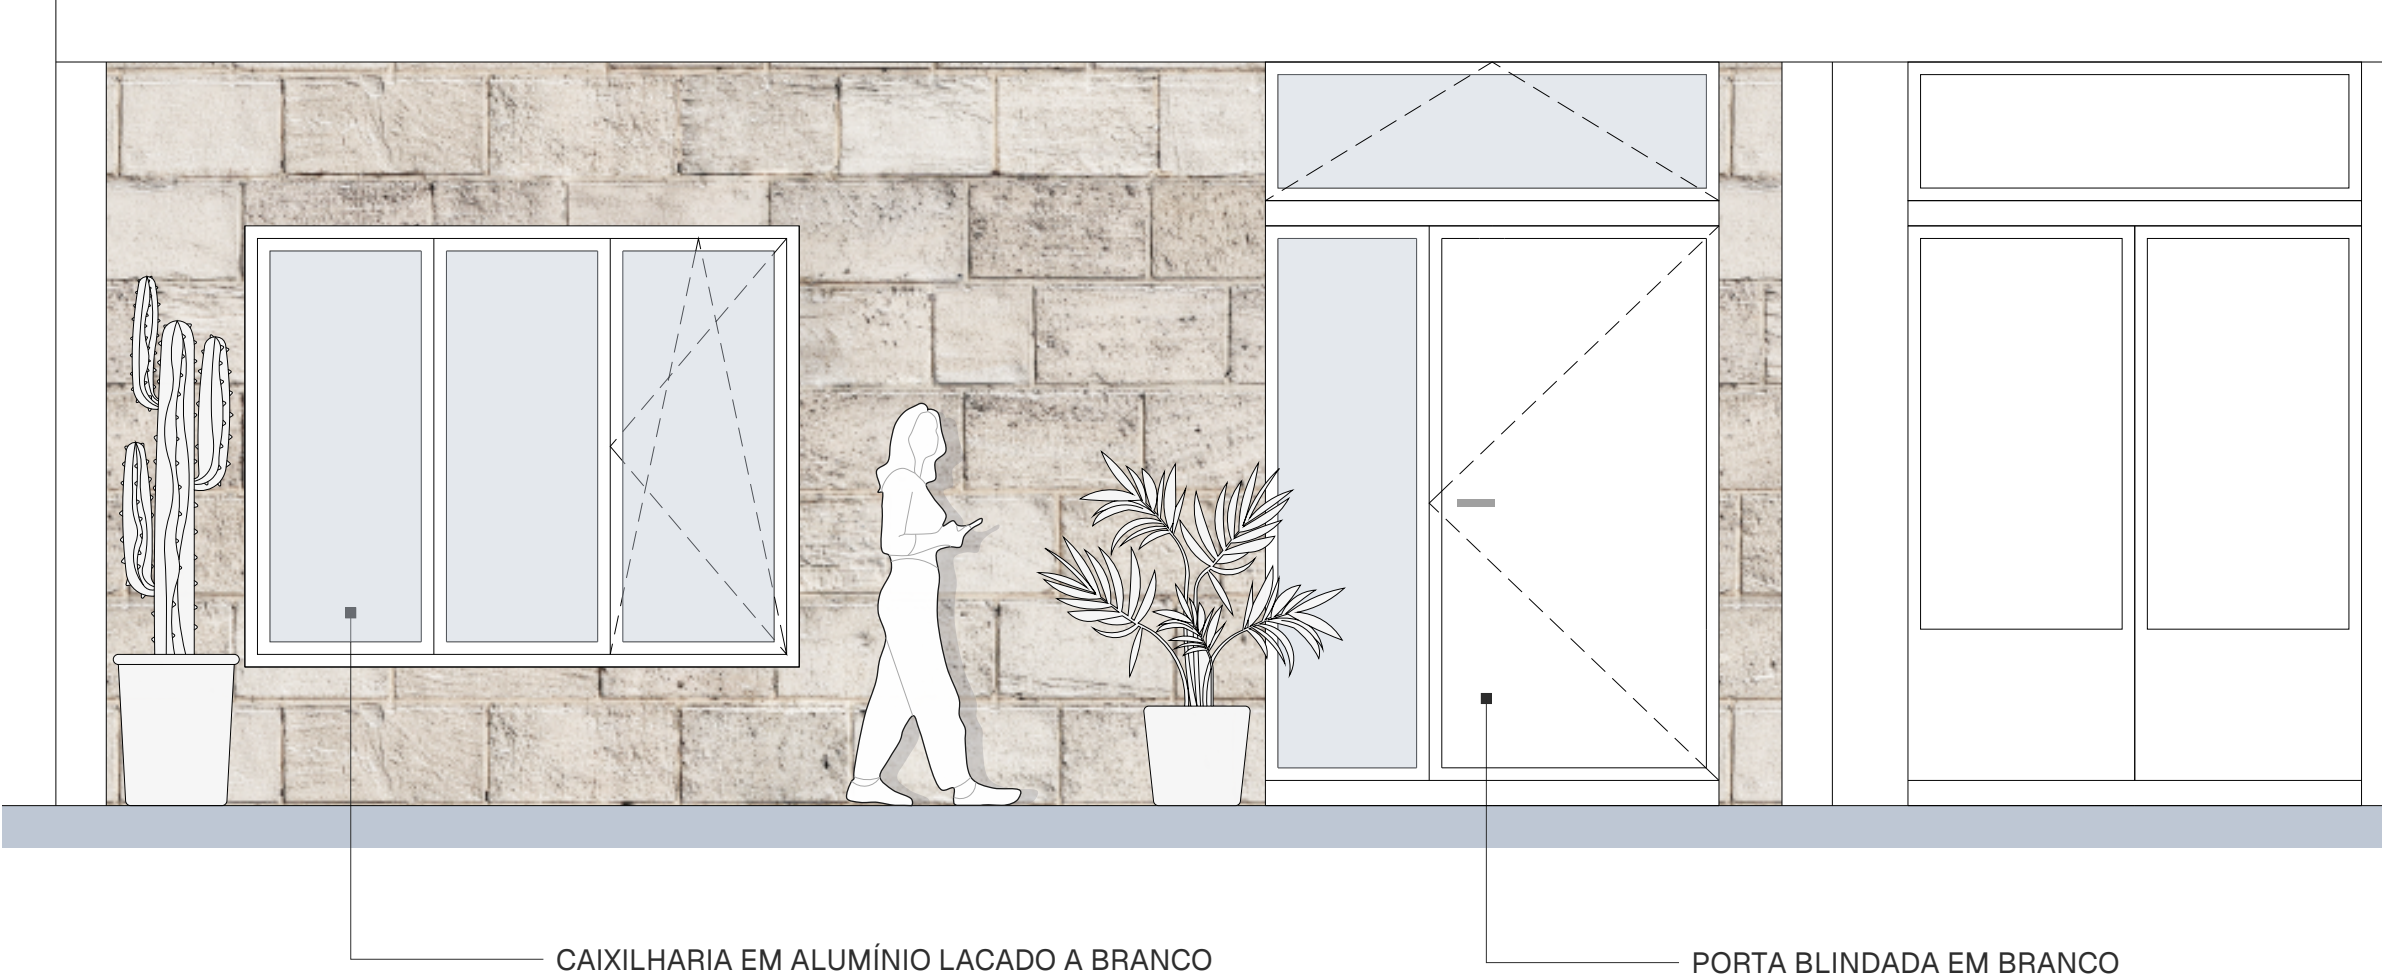 CAIXILHARIA EM ALUMÍNIO LACADO A BRANCO
PORTA BLINDADA EM BRANCO